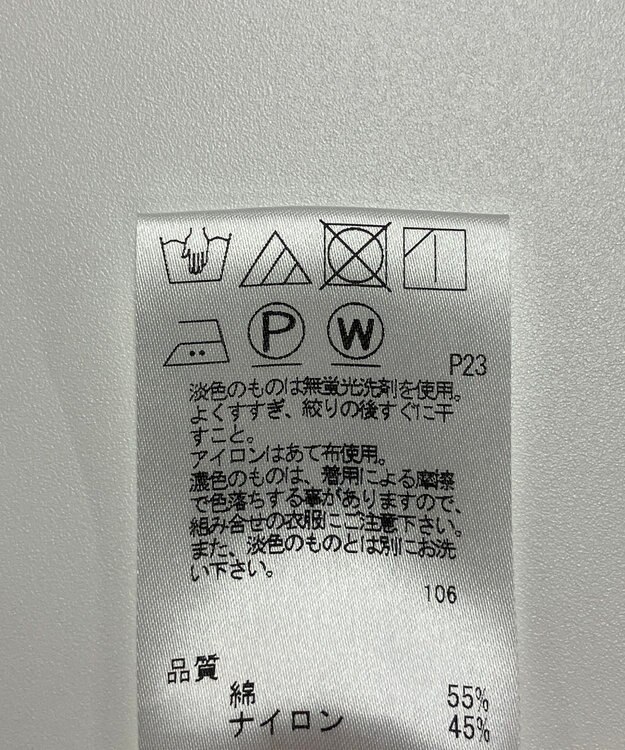 P W
P23
淡色のものは無蛍光洗剤を使用。
よくすすぎ、絞りの後すぐに干
すこと。
アイロンはあて布使用。
濃色のものは、着用による摩擦
で色落ちする事がありますので、
組み合せの衣服にご注意下さい。
また、淡色のものとは別にお洗
い下さい。
106
品質
綿 55%
ナイロン 45%